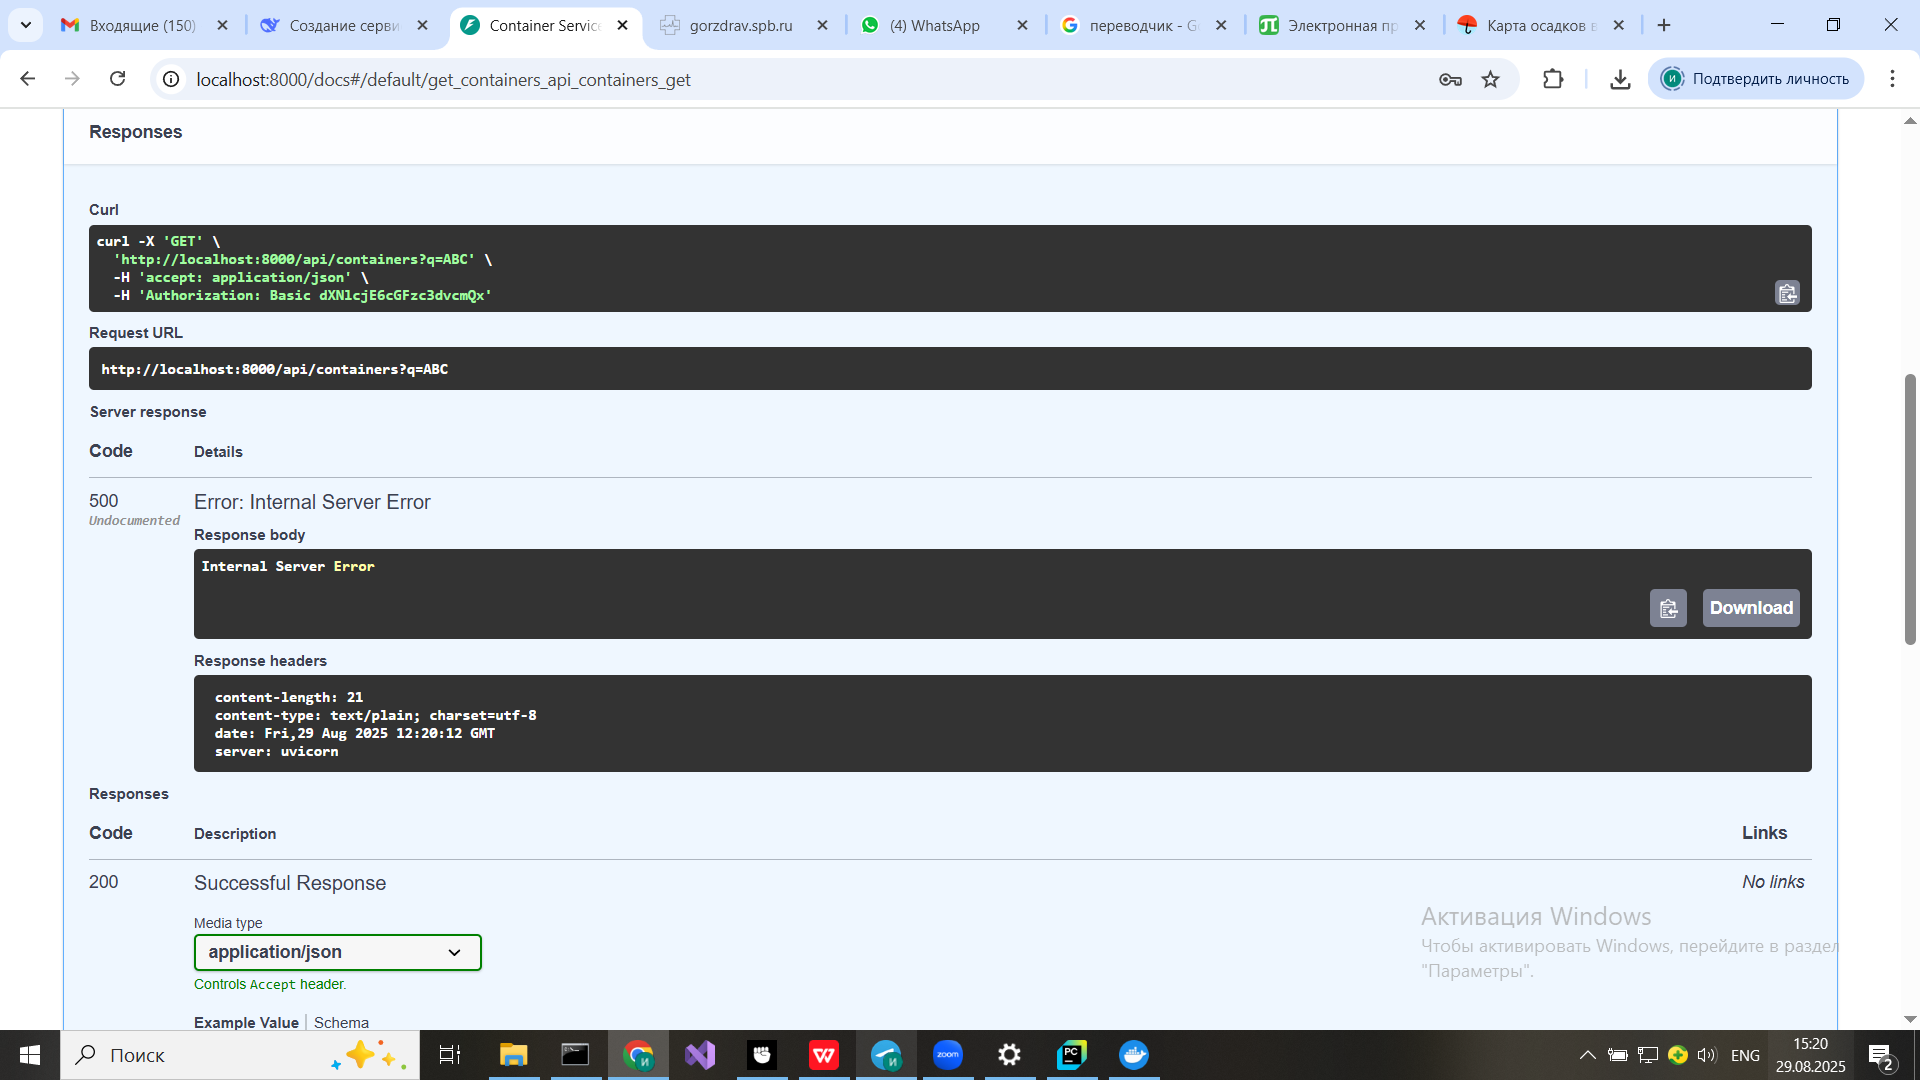 Входящие (150)
Создание серви
Container Service
gorzdrav.spb.ru
(4) WhatsApp
переводчик - Go
Электронная пр
Карта осадков в
localhost:8000/docs#/default/get_containers_api_containers_get
Подтвердить личность
Responses
Curl
curl -X 'GET' \
'http://localhost:8000/api/containers?q=ABC' \
-H 'accept: application/json' \
-H 'Authorization: Basic dXNlcjE6cGFzc3dvcmQx'
Request URL
http://localhost:8000/api/containers?q=ABC
Server response
Code Details
500 Error: Internal Server Error
Undocumented
Response body
Internal Server Error
Download
Response headers
content-length: 21
content-type: text/plain; charset=utf-8
date: Fri,29 Aug 2025 12:20:12 GMT
server: uvicorn
Responses
Code Description Links
200 Successful Response No links
Media type
application/json
Controls Accept header.
Example Value | Schema
Активация Windows
Чтобы активировать Windows, перейдите в раздел
"Параметры".
Поиск
W
zoom
PC
ENG
15:20
29.08.2025
2